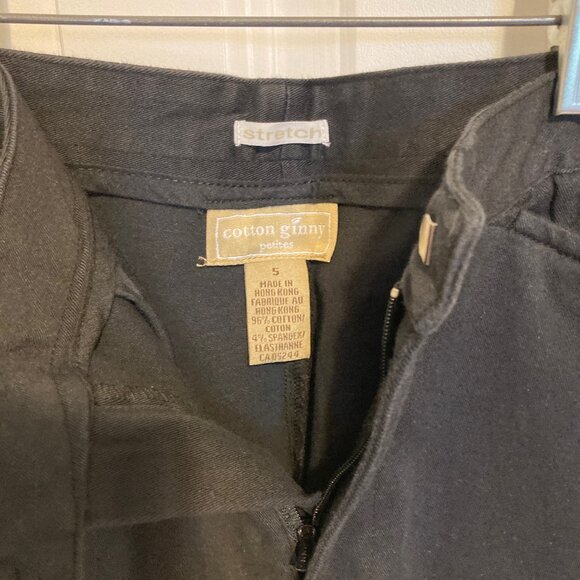 stretch
cotton ginny
petites
5
MADE IN
HONG KONG
FABRIQUE AU
HONG KONG
96% COTTON/
COTON
4% SPANDEX/
ELASTHANNE
CA 05244